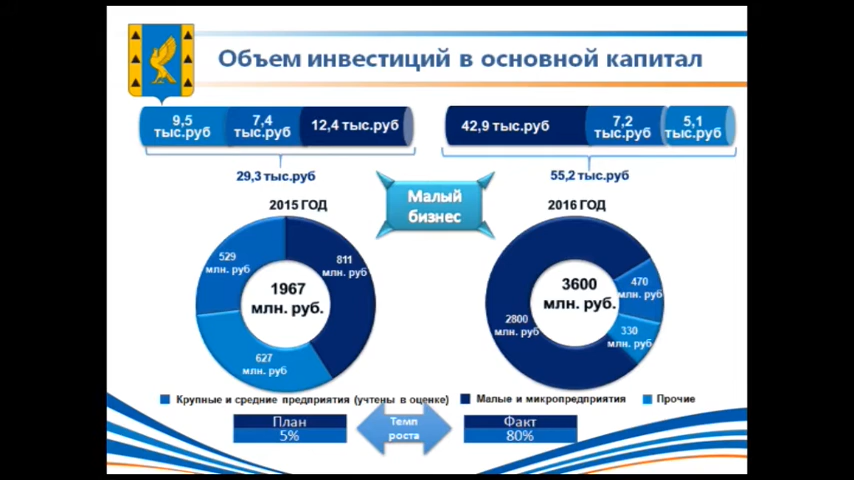 Объем инвестиций в основной капитал
9,5
тыс.руб
7,4
тыс.руб
12,4 тыс.руб
42,9 тыс.руб
7,2
тыс.руб
5,1
тыс.руб
29,3 тыс.руб
55,2 тыс.руб
Малый
бизнес
2015 ГОД
2016 ГОД
529
млн. руб
811
млн. руб
1967
млн. руб.
627
млн. руб
3600
млн. руб.
470
млн. руб
2800
млн. руб
330
млн. руб
Крупные и средние предприятия (учтены в оценке)
Малые и микропредприятия
Прочие
План
5%
Темп
роста
Факт
80%